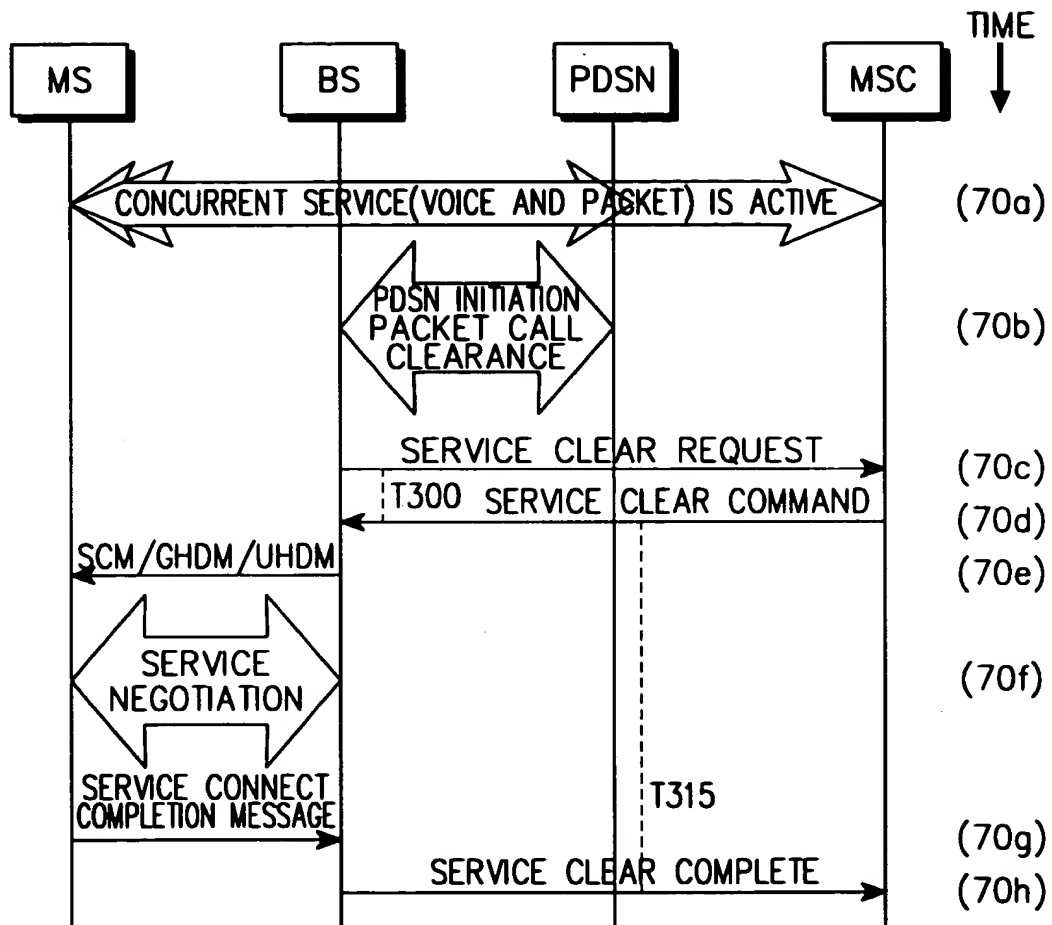 TIME
MS BS PDSN MSC
CONCURRENT SERVICE(VOICE AND PACKET) IS ACTIVE (70a)
PDSN INITIATION
PACKET CALL (70b)
CLEARANCE
SERVICE CLEAR REQUEST (70c)
T300 SERVICE CLEAR COMMAND (70d)
SCM/GHDM/UHDM (70e)
SERVICE
NEGOTIATION (70f)
SERVICE CONNECT
COMPLETION MESSAGE
T315
(70g)
SERVICE CLEAR COMPLETE (70h)